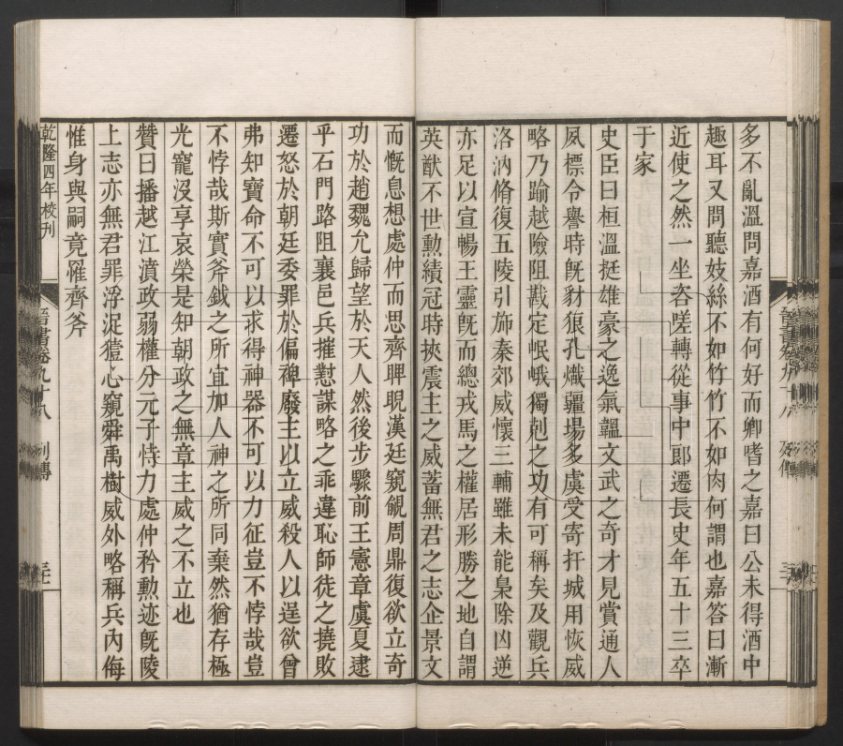 多不亂溫問嘉酒有何好而卿嗜之嘉曰公未得酒中
趣耳又問聽妓絲不如竹竹不如肉何謂也嘉答曰漸
近使之然一坐咨嗟轉從事中郎遷長史年五十三卒
于家
史臣曰桓溫挺雄豪之逸氣韞文武之奇才見賞通人
夙標令譽時旣豺狼孔熾疆場多虞受寄扞城用恢威
略乃踰越險阻戡定岷峨獨剋之功有可稱矣及觀兵
洛汭脩復五陵引斾秦郊威懷三輔雖未能梟除凶逆
亦足以宣暢王靈旣而總戎馬之權居形勝之地自謂
英猷不世勲績冠時挾震主之威蓄無君之志企景文
而慨息想處仲而思齊睥睨漢廷窺覦周鼎復欲立奇
功於趙魏允歸望於天人然後步驟前王憲章虞夏逮
乎石門路阻襄邑兵摧懟謀略之乖違恥師徒之撓敗
遷怒於朝廷委罪於偏裨廢主以立威殺人以逞欲曾
弗知寶命不可以求得神器不可以力征豈不悖哉豈
不悖哉斯實斧鉞之所宜加人神之所同棄然猶存極
光寵沒享哀榮是知朝政之無章主威之不立也
贊曰播越江濆政弱權分元子恃力處仲矜勲迹旣陵
上志亦無君罪浮浞豷心窺舜禹樹威外略稱兵內侮
惟身與嗣竟罹齊斧
乾隆四年校刊
晉書卷九十八
列傳